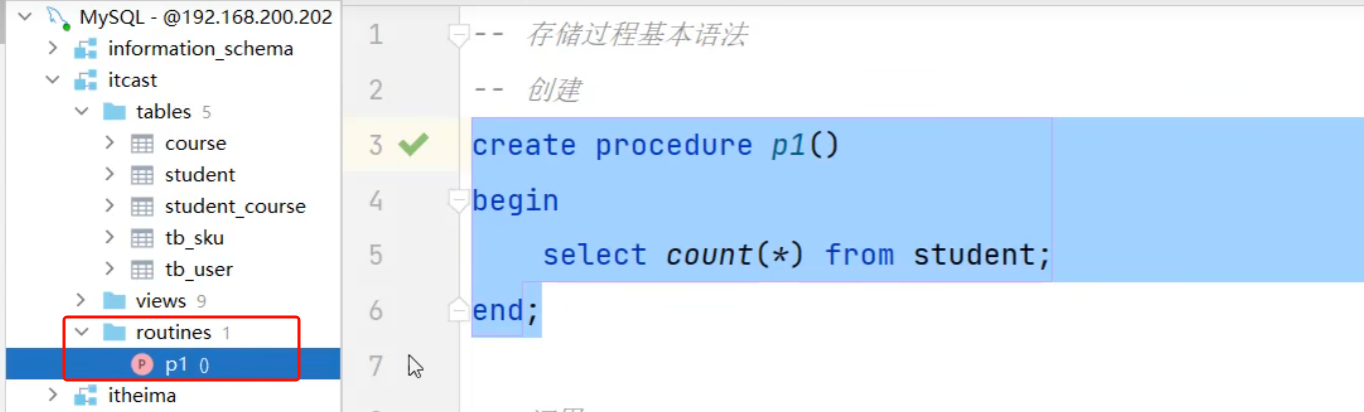 MySQL - @192.168.200.202
information_schema
itcast
tables 5
course
student
student_course
tb_sku
tb_user
views 9
routines 1
P p1 ()
itheima
1 -- 存储过程基本语法
2 -- 创建
3 create procedure p1()
4 begin
5 select count(*) from student;
6 end;
7